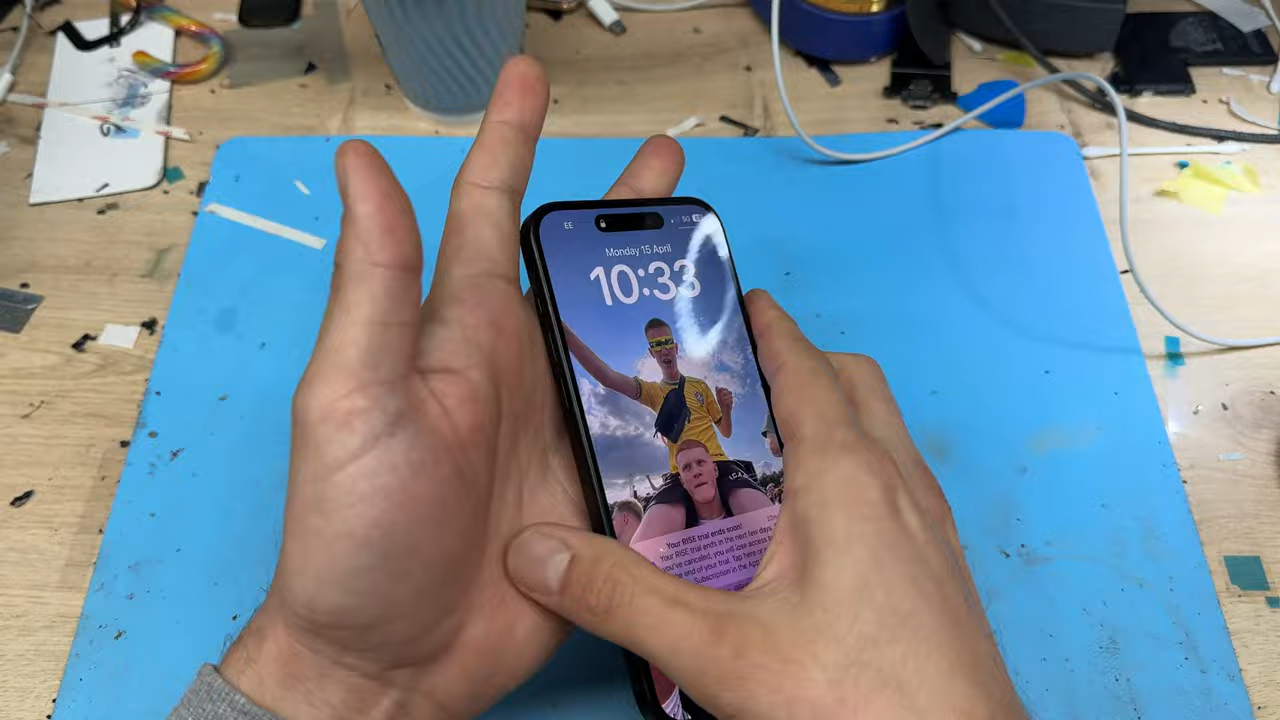 EE
5G
Monday 15 April
10:33
Your RISE trial ends soon!
Your RISE trial ends in the next few days.
you've canceled, you will lose access
the end of your trial. Tap here or
Subscription in the App